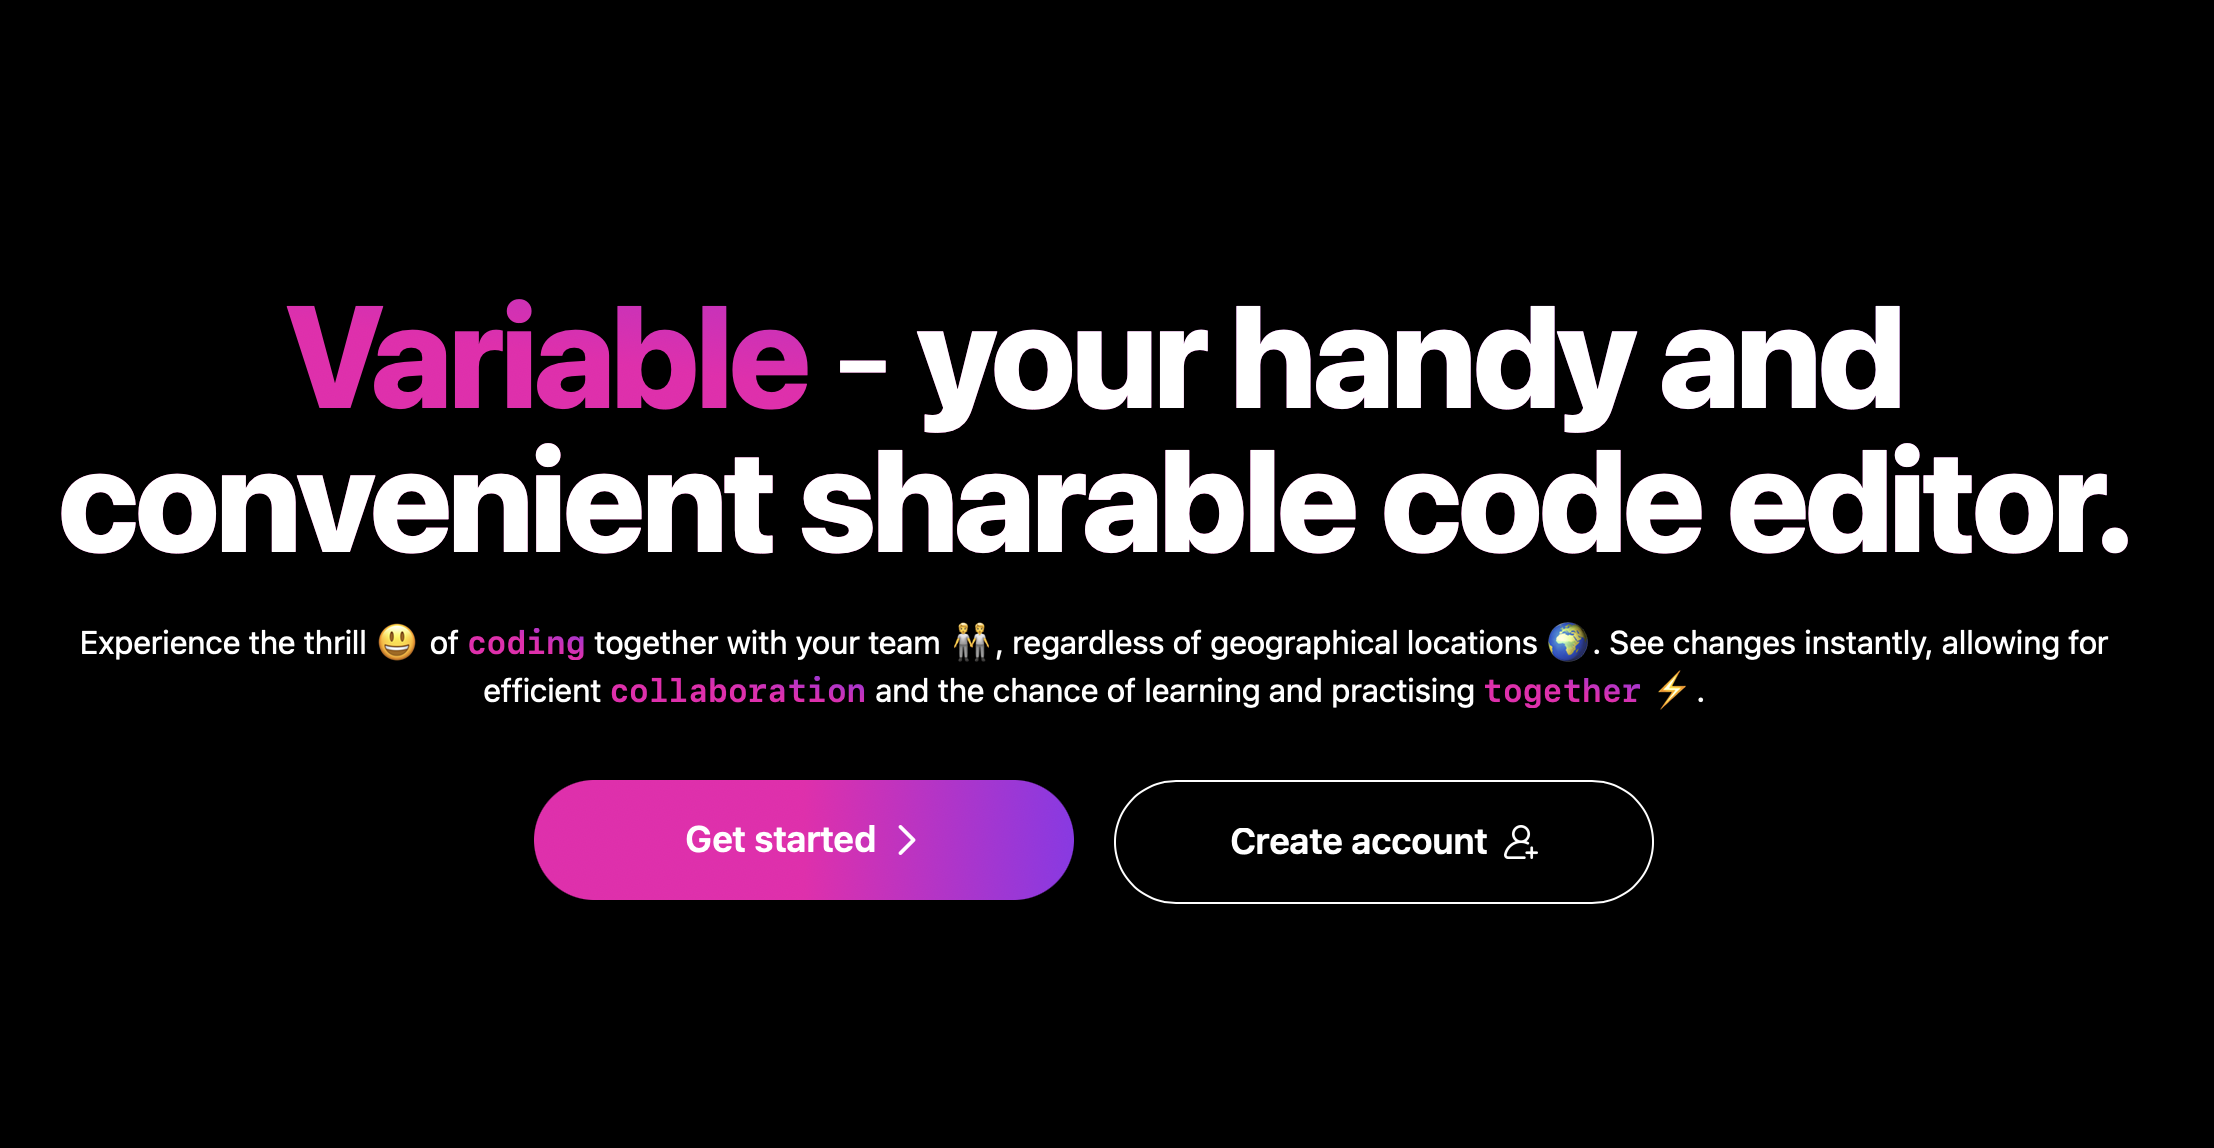 Variable - your handy and
convenient sharable code editor.
Experience the thrill 😃 of coding together with your team 🧑🏼‍🤝‍🧑🏼, regardless of geographical locations 🌍. See changes instantly, allowing for
efficient collaboration and the chance of learning and practising together ⚡ .
Get started
Create account